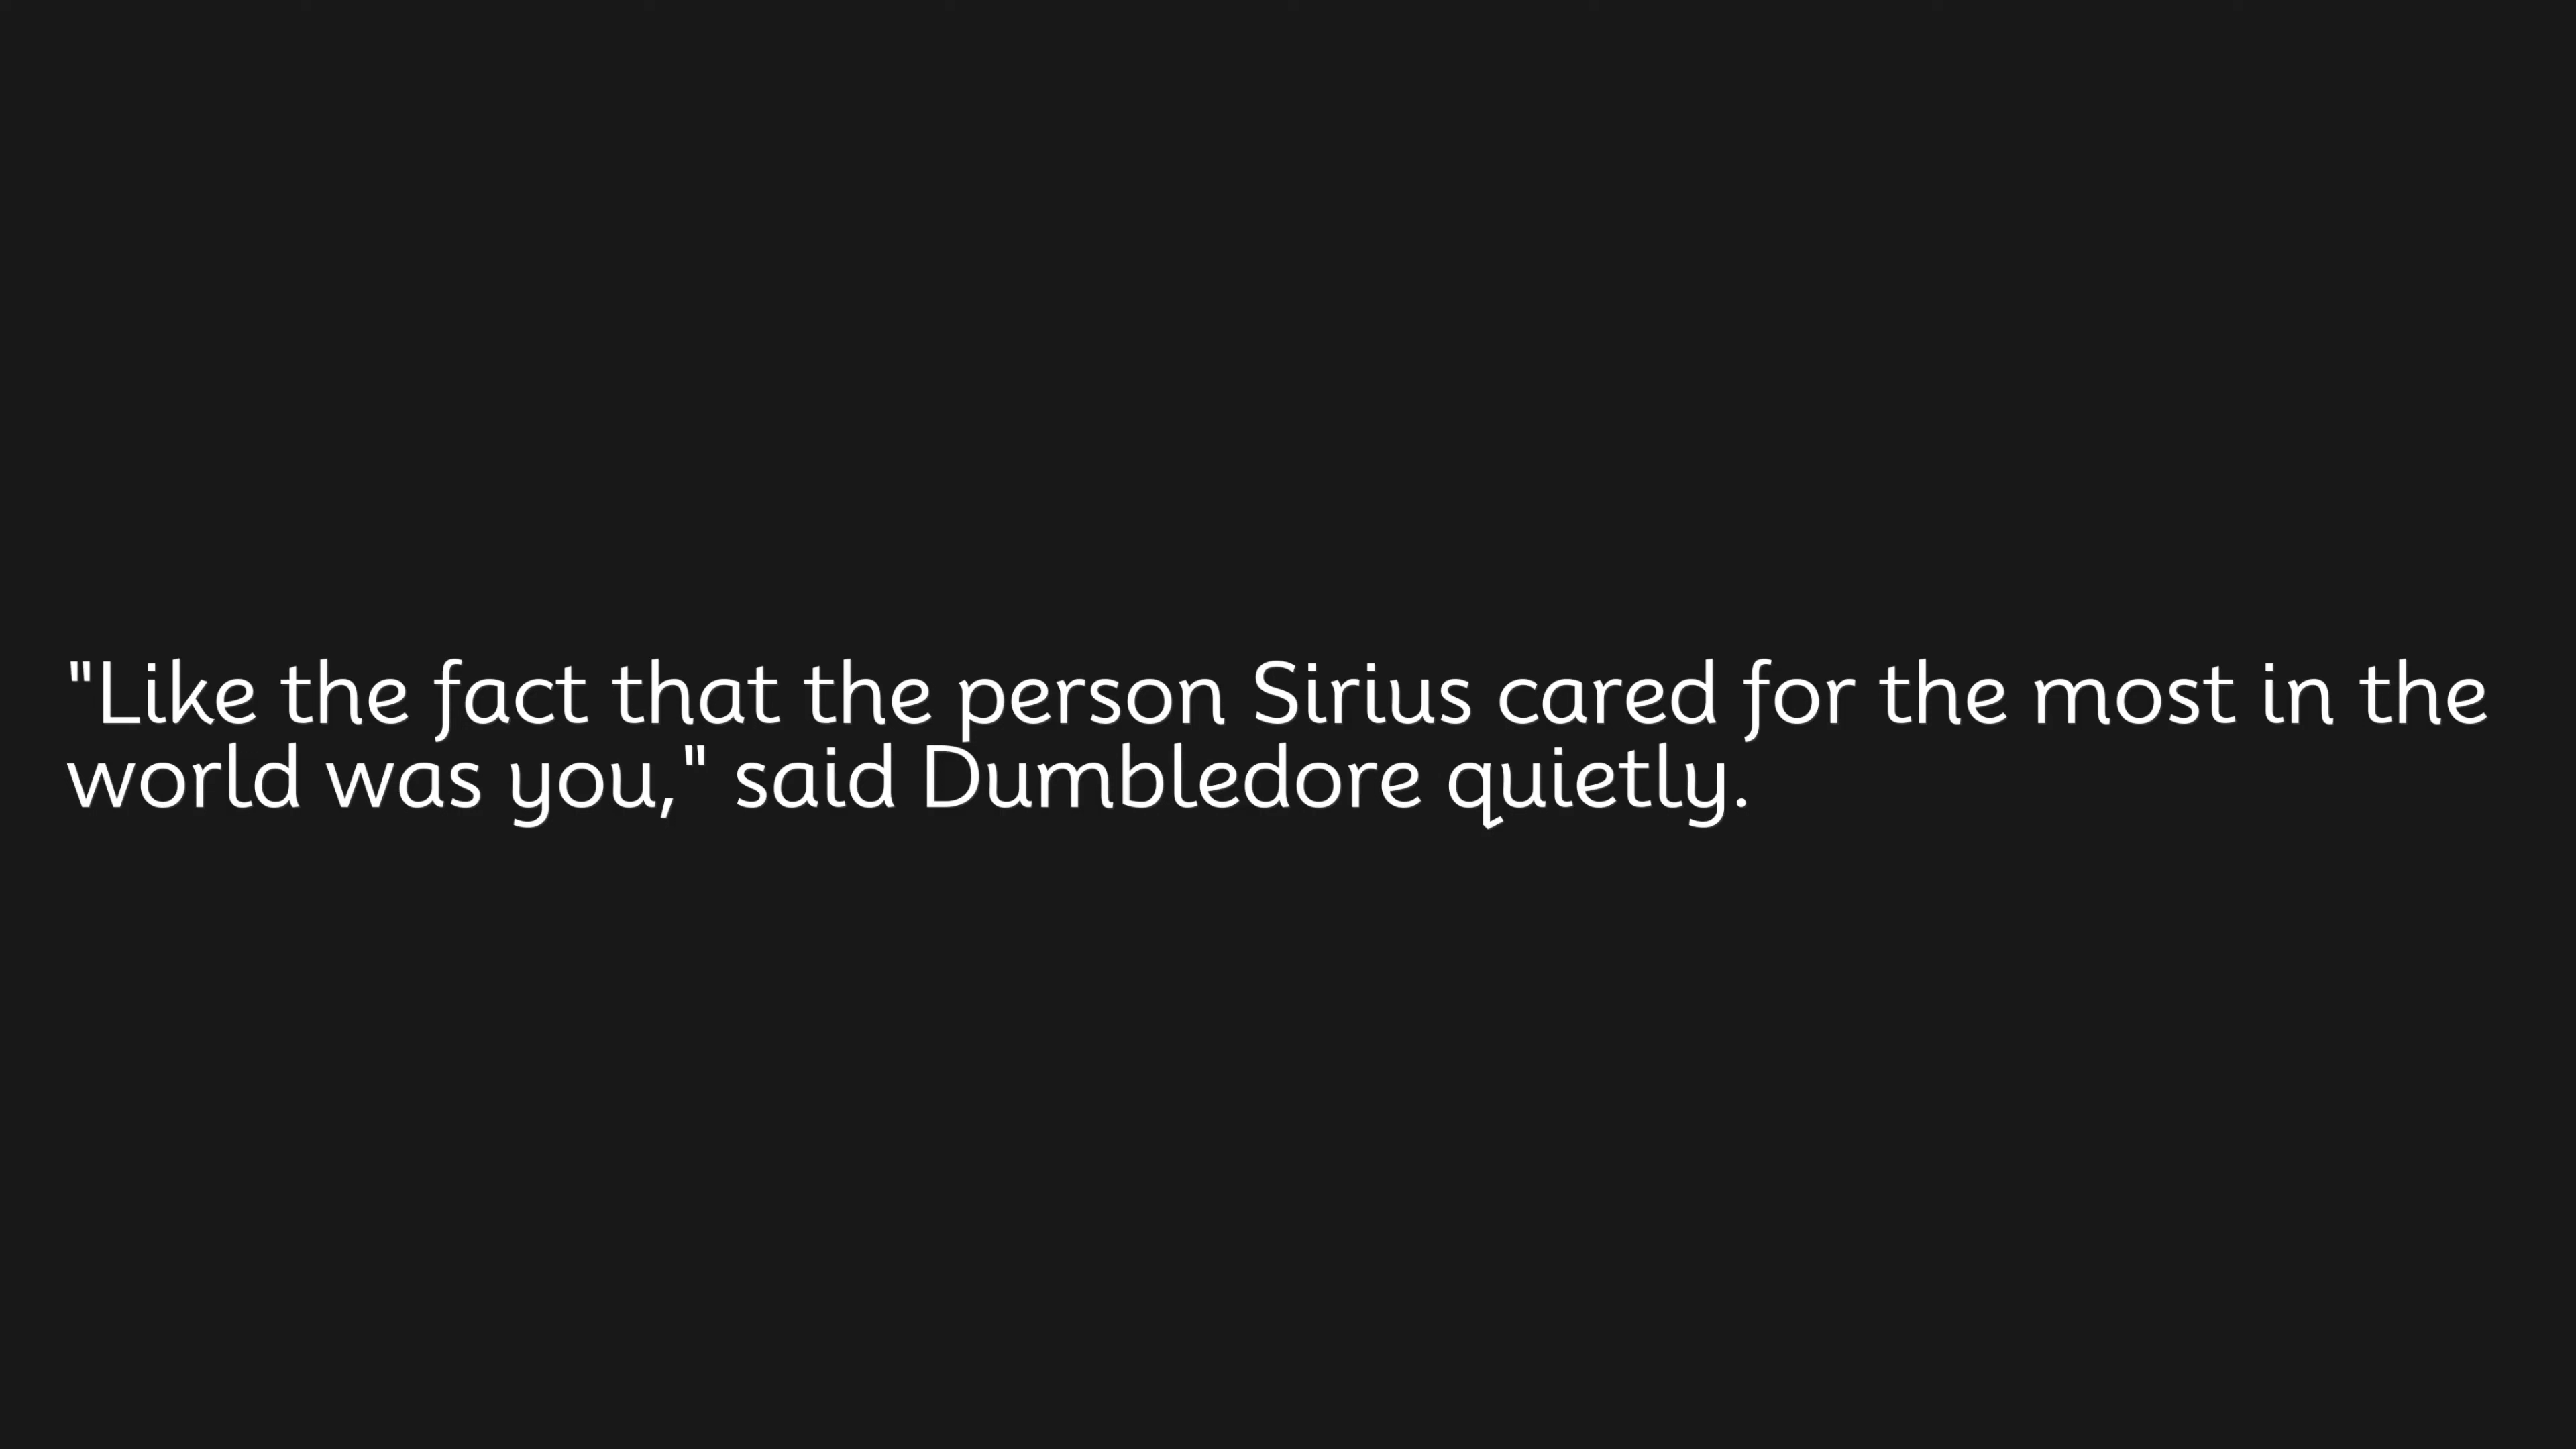 "Like the fact that the person Sirius cared for the most in the
world was you," said Dumbledore quietly.